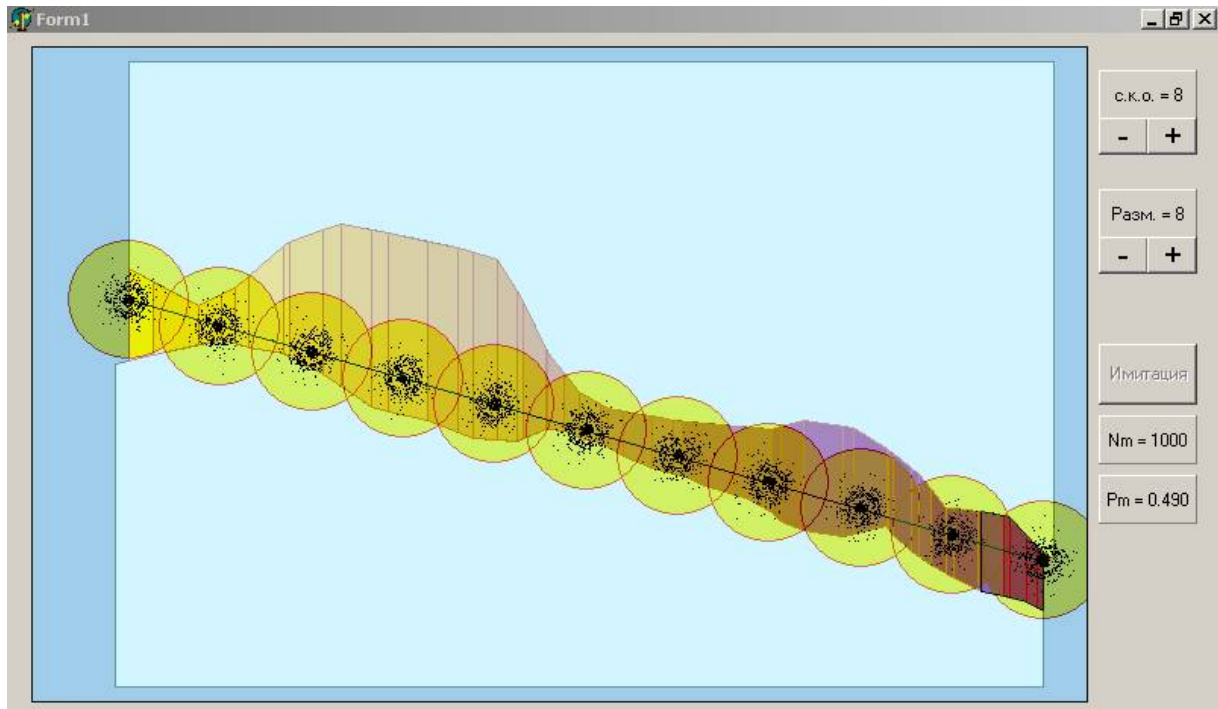 Form1
с.к.о. = 8
- +
Разм. = 8
- +
Имитация
Nm = 1000
Pm = 0.490